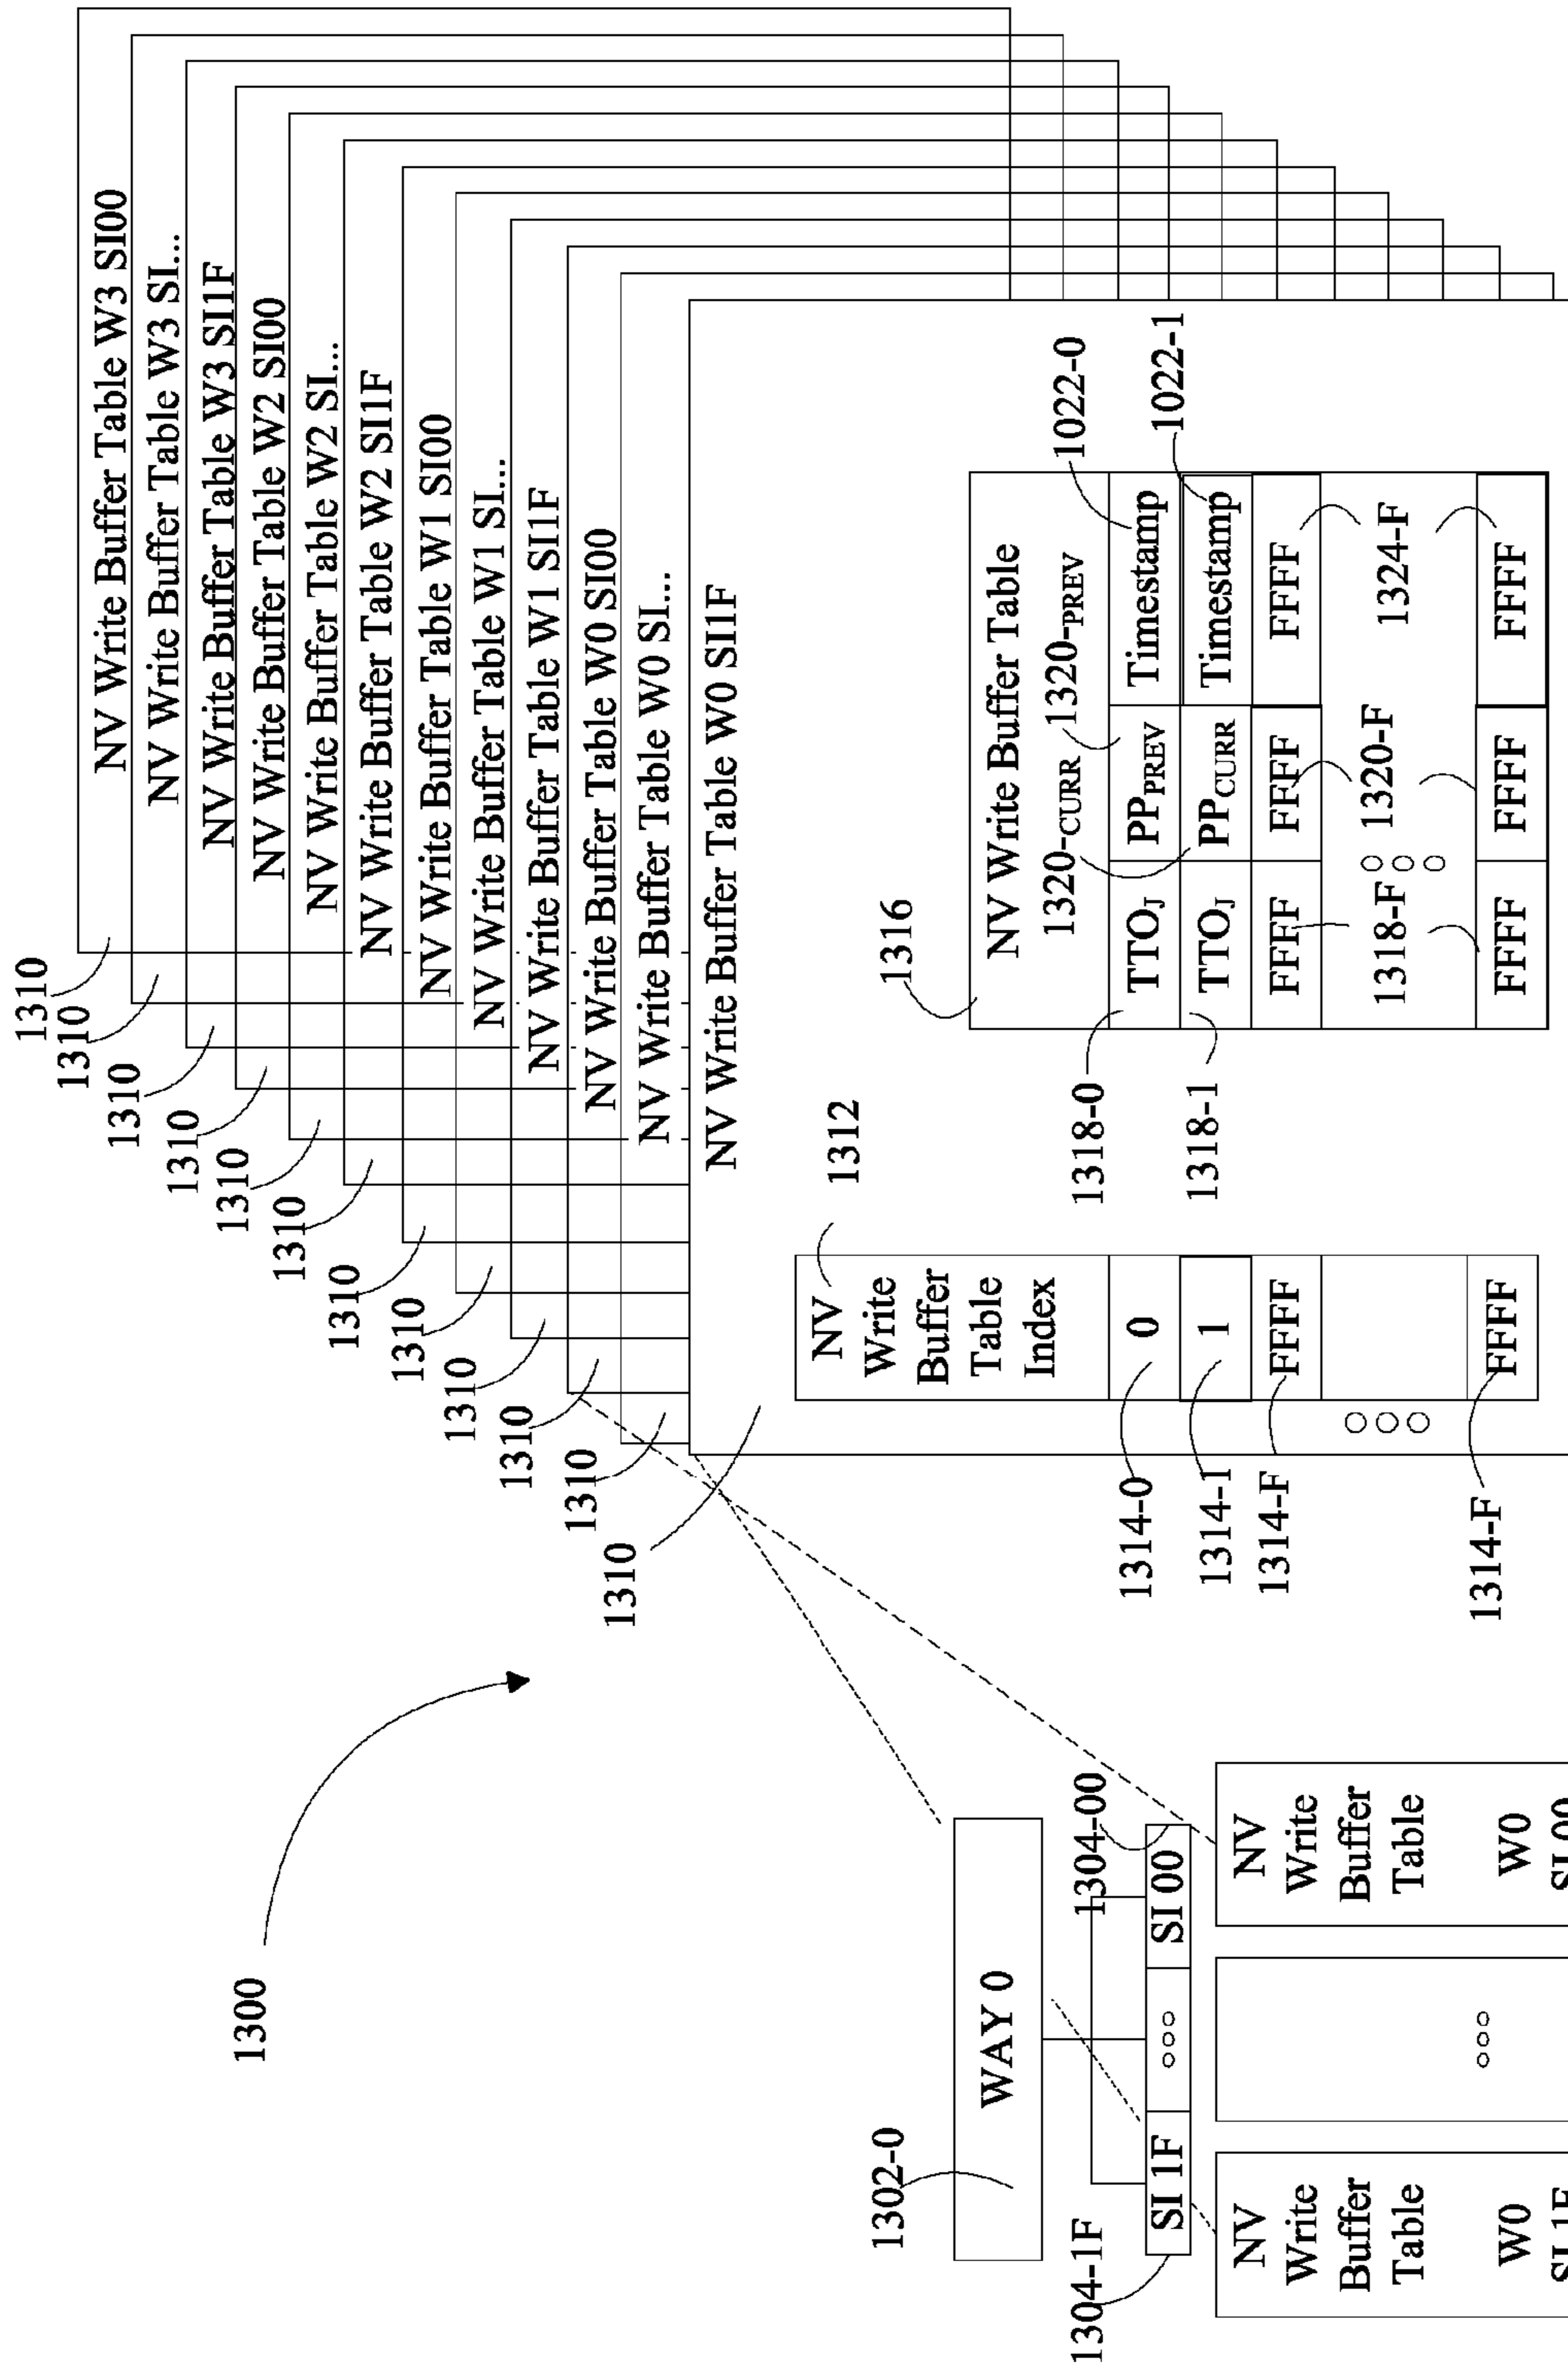 1300
1310
1310
1310
1310
1310
1310
1310
1310
1310
1310
1310
1310
NV Write Buffer Table W3 SI00
NV Write Buffer Table W3 SI...
NV Write Buffer Table W3 SI1F
NV Write Buffer Table W2 SI00
NV Write Buffer Table W2 SI...
NV Write Buffer Table W2 SI1F
NV Write Buffer Table W1 SI00
NV Write Buffer Table W1 SI...
NV Write Buffer Table W1 SI1F
NV Write Buffer Table W0 SI00
NV Write Buffer Table W0 SI...
NV Write Buffer Table W0 SI1F
1302-0
WAY 0
1304-1F
1304-00
SI 1F
SI 00
NV
Write
Buffer
Table
W0
SI 1F
NV
Write
Buffer
Table
W0
SI 00
1312
NV
Write
Buffer
Table
Index
0
1
FFFF
FFFF
1314-0
1314-1
1314-F
1314-F
1316
NV Write Buffer Table
1320-CURR 1320-PREV
1022-0
1022-1
1318-0
1318-1
TTOJ PPPREV Timestamp
TTOJ PPCURR Timestamp
FFFF FFFF FFFF
1318-F 1320-F 1324-F
FFFF FFFF FFFF